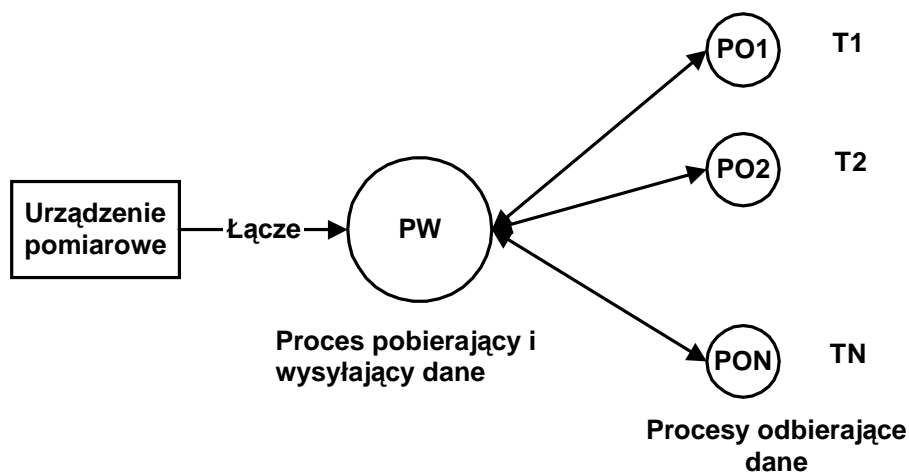 PO1 T1
PO2 T2
Urządzenie
pomiarowe
Łącze
PW
Proces pobierający i
wysyłający dane
PON TN
Procesy odbierające
dane